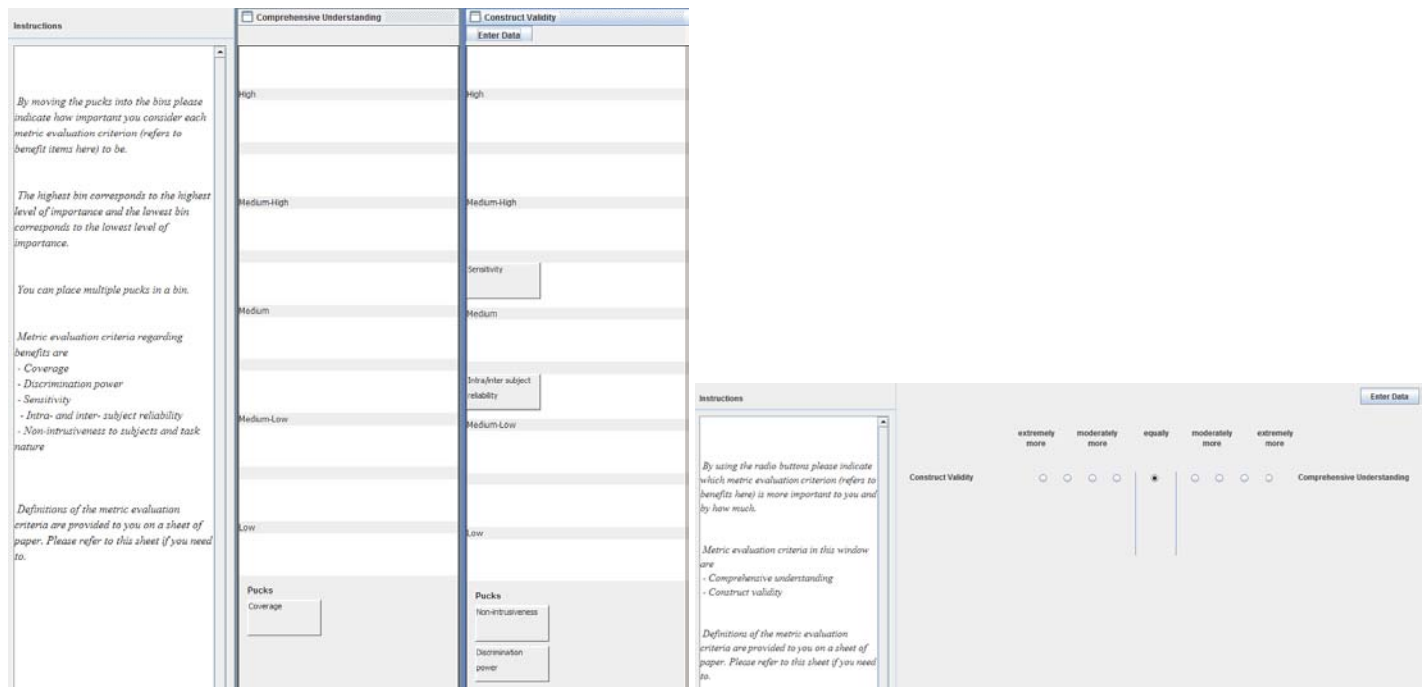 Instructions
By moving the pucks into the bins please
indicate how important you consider each
metric evaluation criterion (refers to
benefit items here) to be.
The highest bin corresponds to the highest
level of importance and the lowest bin
corresponds to the lowest level of
importance.
You can place multiple pucks in a bin.
Metric evaluation criteria regarding
benefits are
- Coverage
- Discrimination power
- Sensitivity
- Intra- and inter- subject reliability
- Non-intrusiveness to subjects and task
nature
Definitions of the metric evaluation
criteria are provided to you on a sheet of
paper. Please refer to this sheet if you need
to.
Comprehensive Understanding
High
Medium-High
Medium
Medium-Low
Low
Pucks
Coverage
Construct Validity
Enter Data
High
Medium-High
Sensitivity
Medium
Intra/inter subject
reliability
Medium-Low
Low
Pucks
Non-intrusiveness
Discrimination
power
Instructions
By using the radio buttons please indicate
which metric evaluation criterion (refers to
benefits here) is more important to you and
by how much.
Metric evaluation criteria in this window
are
- Comprehensive understanding
- Construct validity
Definitions of the metric evaluation
criteria are provided to you on a sheet of
paper. Please refer to this sheet if you need
to.
Enter Data
extremely more
moderately more
equally
moderately more
extremely more
Construct Validity
Comprehensive Understanding